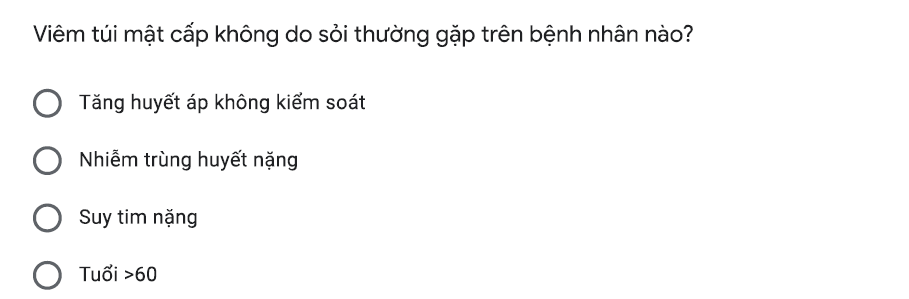 Viêm túi mật cấp không do sỏi thường gặp trên bệnh nhân nào?
Tăng huyết áp không kiểm soát
Nhiễm trùng huyết nặng
Suy tim nặng
Tuổi >60